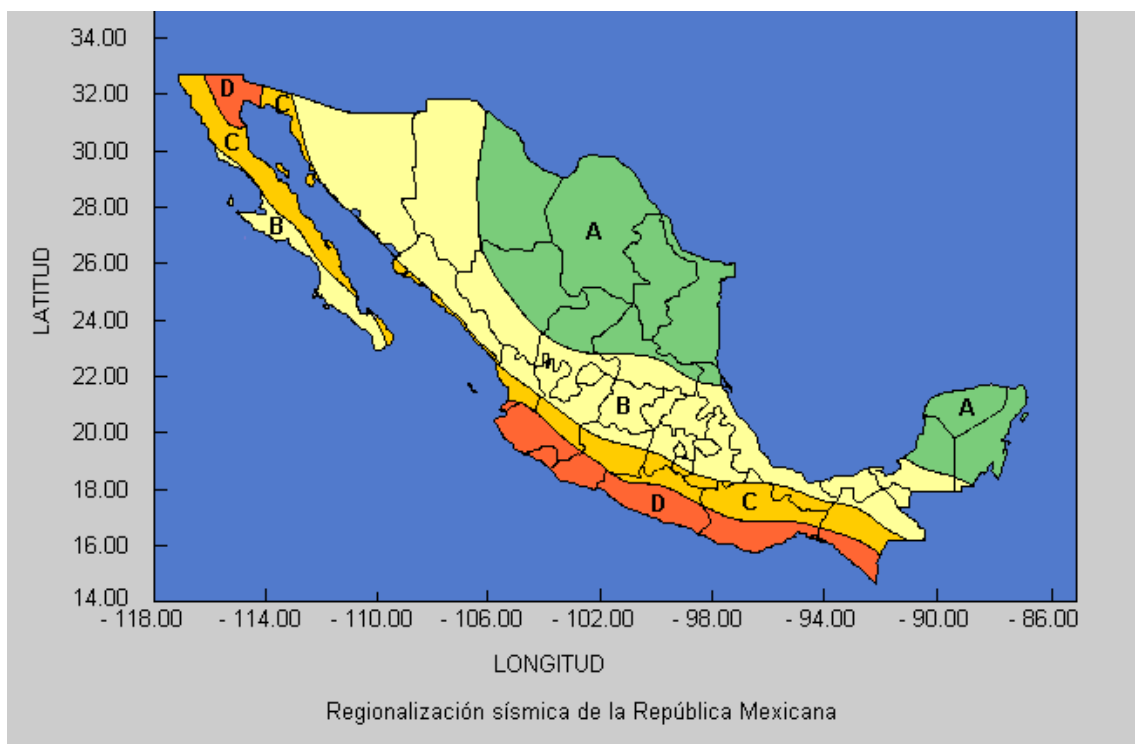 34.00
32.00
30.00
28.00
26.00
24.00
22.00
20.00
18.00
16.00
14.00
LATITUD
D
C
C
B
A
B
A
D
C
- 118.00 - 114.00 - 110.00 - 106.00 - 102.00 - 98.00 - 94.00 - 90.00 - 86.00
LONGITUD
Regionalización sísmica de la República Mexicana